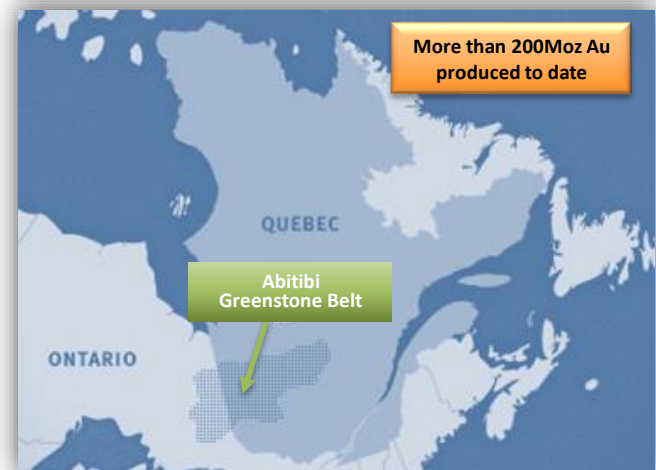 More than 200Moz Au
produced to date
QUEBEC
Abitibi
Greenstone Belt
ONTARIO